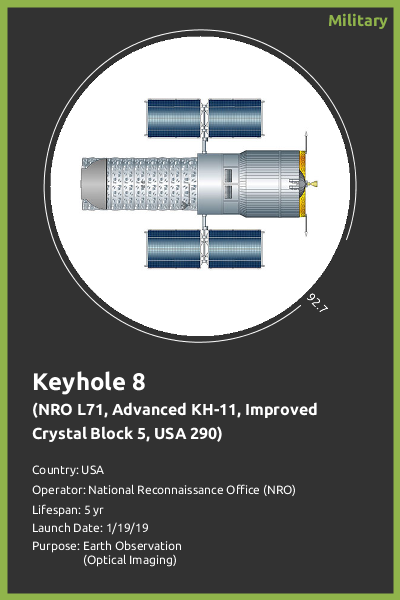 Military
92.7
Keyhole 8
(NRO L71, Advanced KH-11, Improved
Crystal Block 5, USA 290)
Country: USA
Operator: National Reconnaissance Office (NRO)
Lifespan: 5 yr
Launch Date: 1/19/19
Purpose: Earth Observation
(Optical Imaging)